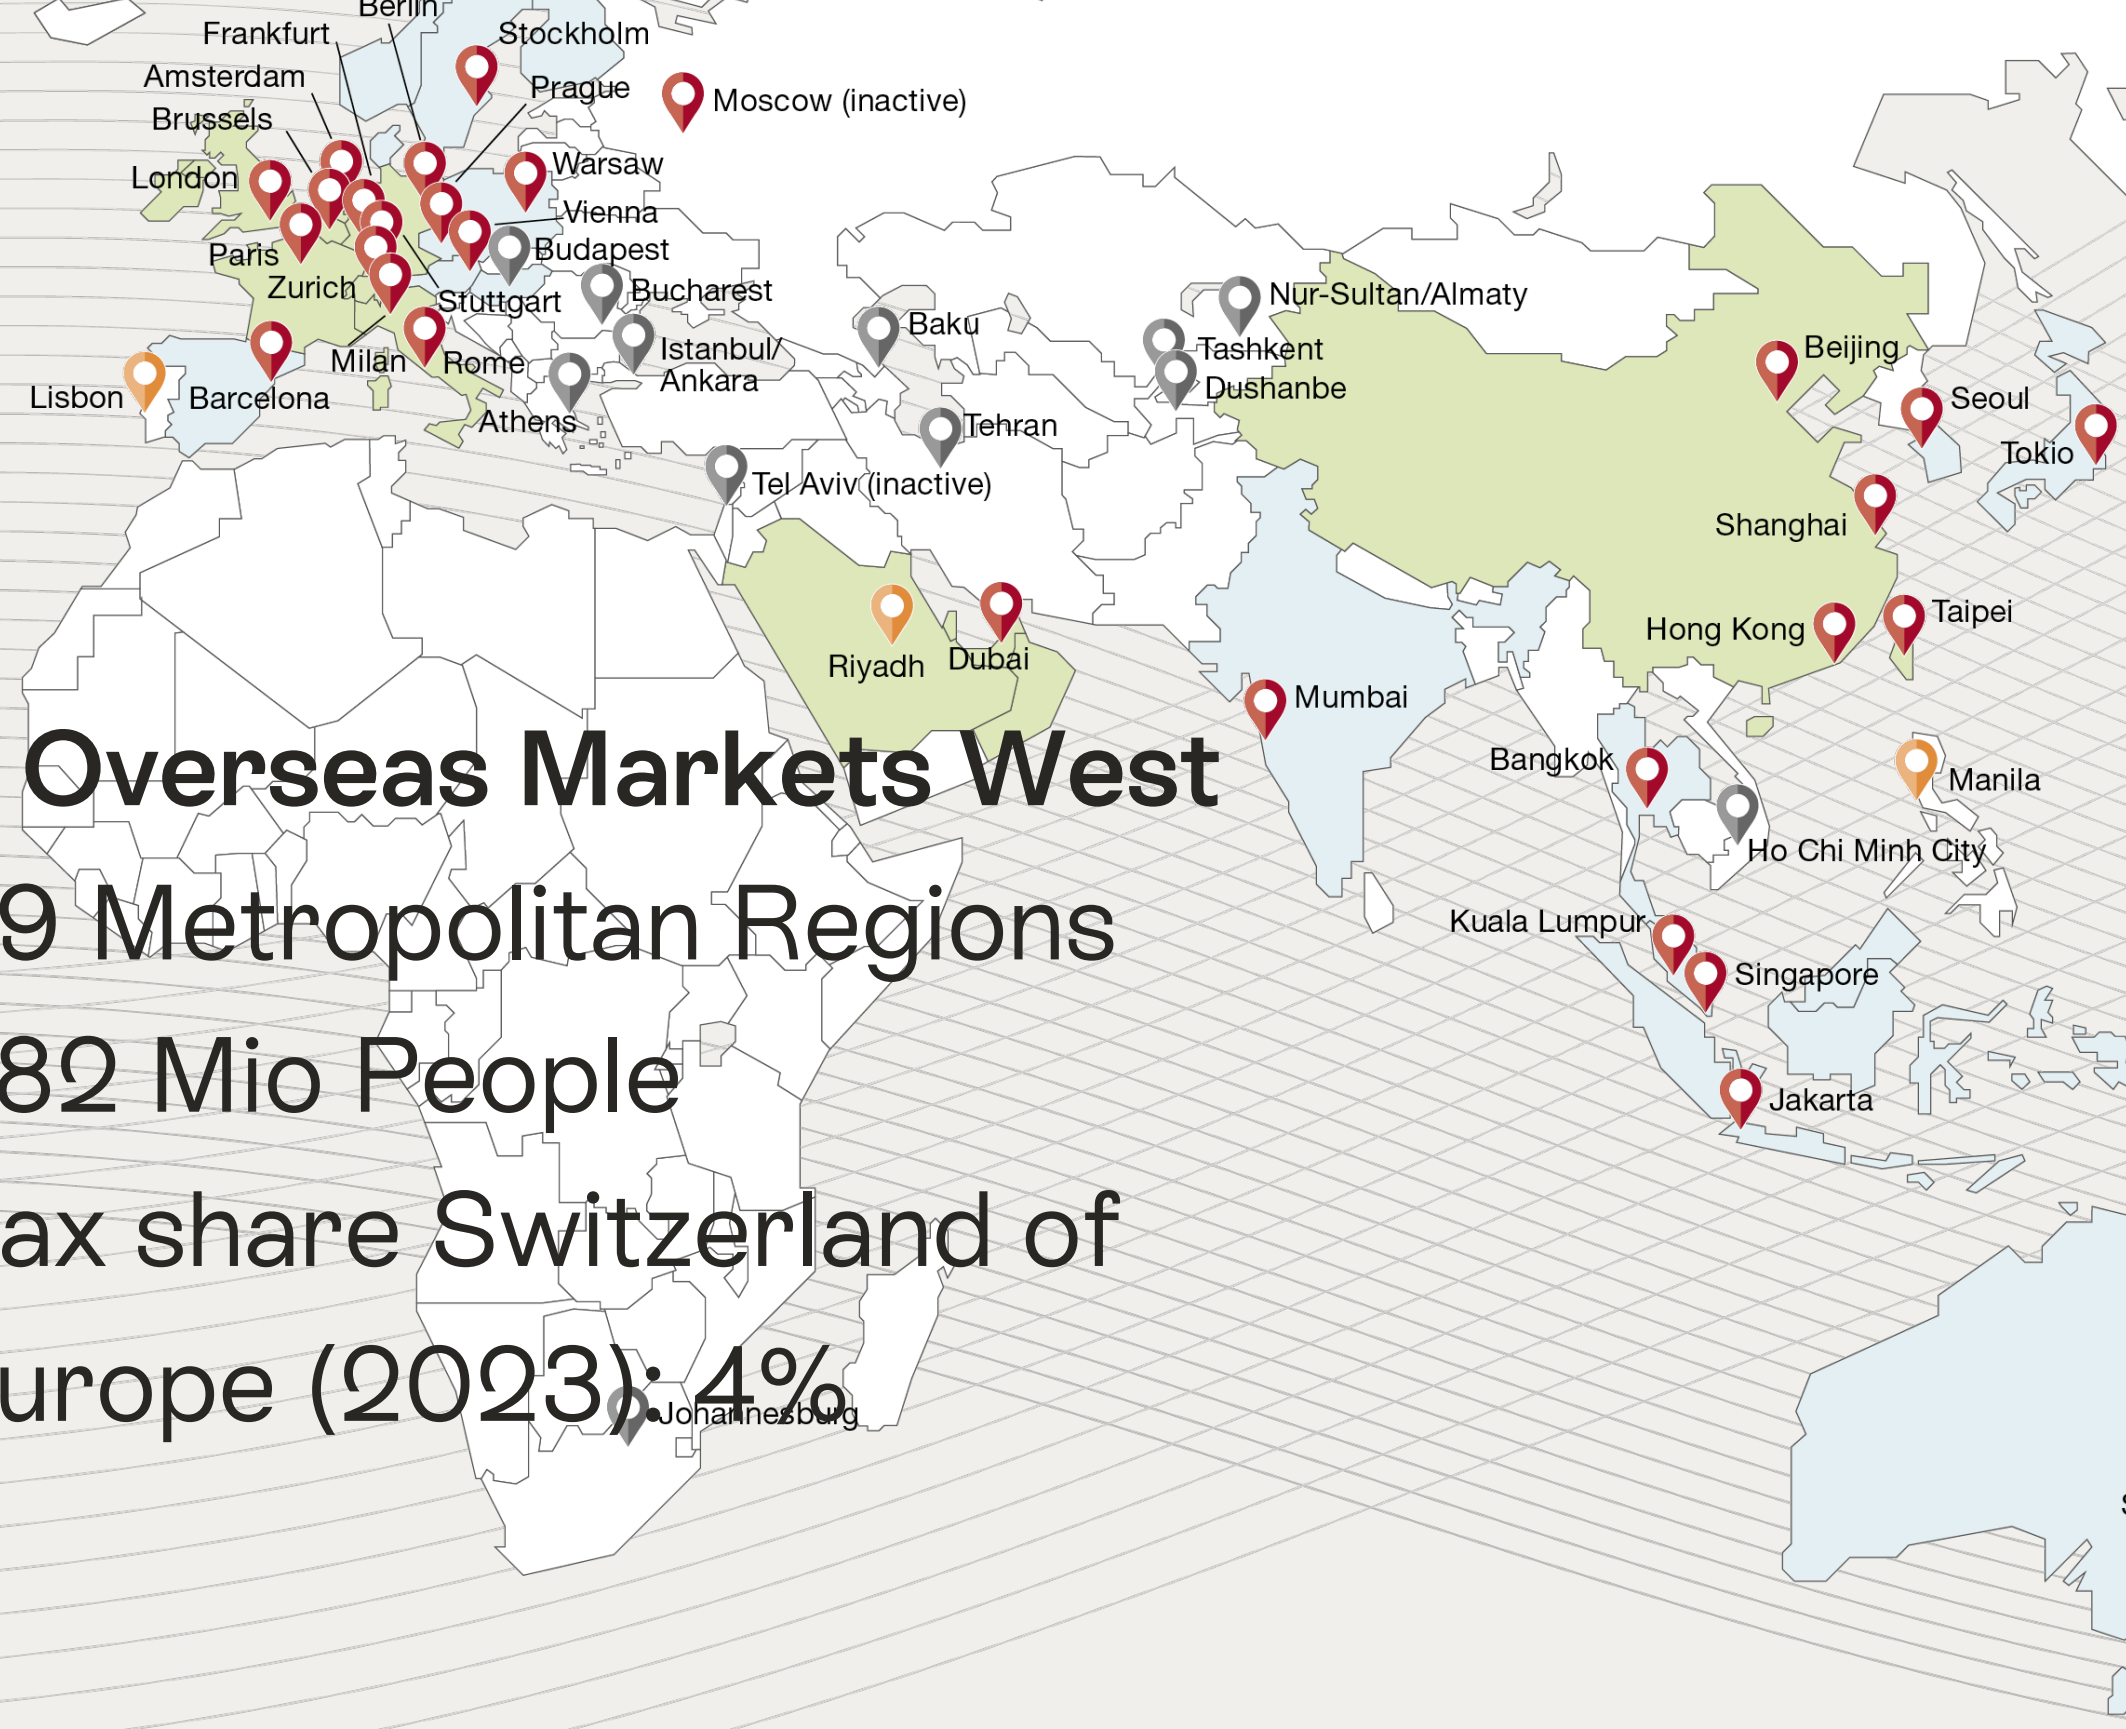 Berlin
Frankfurt
Stockholm
Amsterdam
Prague
Moscow (inactive)
Brussels
London
Warsaw
Vienna
Paris
Budapest
Zurich
Stuttgart
Bucharest
Nur-Sultan/Almaty
Baku
Milan
Rome
Istanbul/
Ankara
Tashkent
Beijing
Lisbon
Barcelona
Dushanbe
Seoul
Athens
Tehran
Tokio
Tel Aviv (inactive)
Shanghai
Hong Kong
Taipei
Riyadh
Dubai
Mumbai
Bangkok
Manila
Ho Chi Minh City
Kuala Lumpur
Singapore
Jakarta
Overseas Markets West
9 Metropolitan Regions
82 Mio People
ax share Switzerland of
urope (2023): 4%
Johannesburg